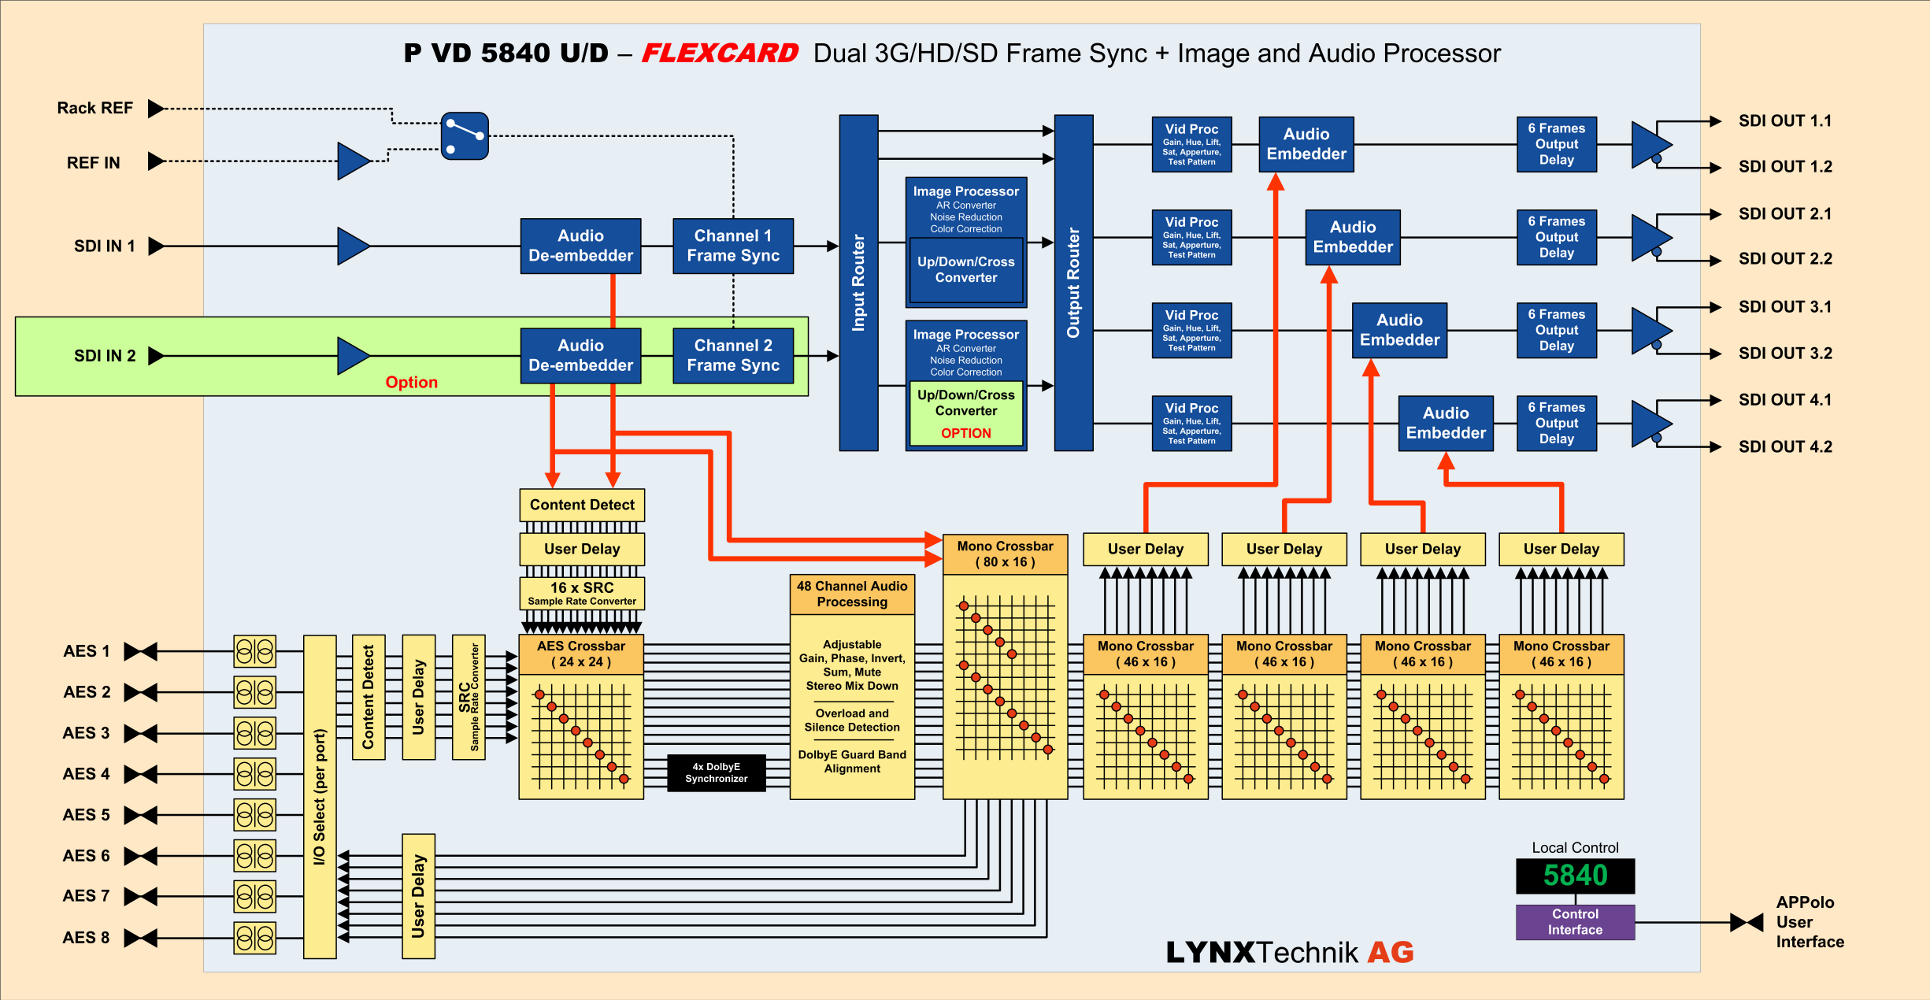 P VD 5840 U/D – FLEXCARD Dual 3G/HD/SD Frame Sync + Image and Audio Processor
Rack REF
REF IN
SDI IN 1
SDI IN 2
Option
Audio
De-embedder
Channel 1
Frame Sync
Audio
De-embedder
Channel 2
Frame Sync
Input Router
Image Processor
AR Converter
Noise Reduction
Color Correction
Up/Down/Cross
Converter
Image Processor
AR Converter
Noise Reduction
Color Correction
Up/Down/Cross
Converter
OPTION
Output Router
Vid Proc
Gain, Hue, Lift,
Sat, Apperture,
Test Pattern
Audio
Embedder
6 Frames
Output
Delay
SDI OUT 1.1
SDI OUT 1.2
Vid Proc
Gain, Hue, Lift,
Sat, Apperture,
Test Pattern
Audio
Embedder
6 Frames
Output
Delay
SDI OUT 2.1
SDI OUT 2.2
Vid Proc
Gain, Hue, Lift,
Sat, Apperture,
Test Pattern
Audio
Embedder
6 Frames
Output
Delay
SDI OUT 3.1
SDI OUT 3.2
Vid Proc
Gain, Hue, Lift,
Sat, Apperture,
Test Pattern
Audio
Embedder
6 Frames
Output
Delay
SDI OUT 4.1
SDI OUT 4.2
Content Detect
User Delay
16 x SRC
Sample Rate Converter
AES Crossbar
( 24 x 24 )
48 Channel Audio
Processing
Adjustable
Gain, Phase, Invert,
Sum, Mute
Stereo Mix Down
Overload and
Silence Detection
DolbyE Guard Band
Alignment
4x DolbyE
Synchronizer
Mono Crossbar
( 80 x 16 )
User Delay
User Delay
User Delay
User Delay
Mono Crossbar
( 46 x 16 )
Mono Crossbar
( 46 x 16 )
Mono Crossbar
( 46 x 16 )
Mono Crossbar
( 46 x 16 )
AES 1
AES 2
AES 3
AES 4
AES 5
AES 6
AES 7
AES 8
I/O Select (per port)
Content Detect
User Delay
SRC
Sample Rate Converter
User Delay
Local Control
5840
Control
Interface
APPolo
User
Interface
LYNXTechnik AG